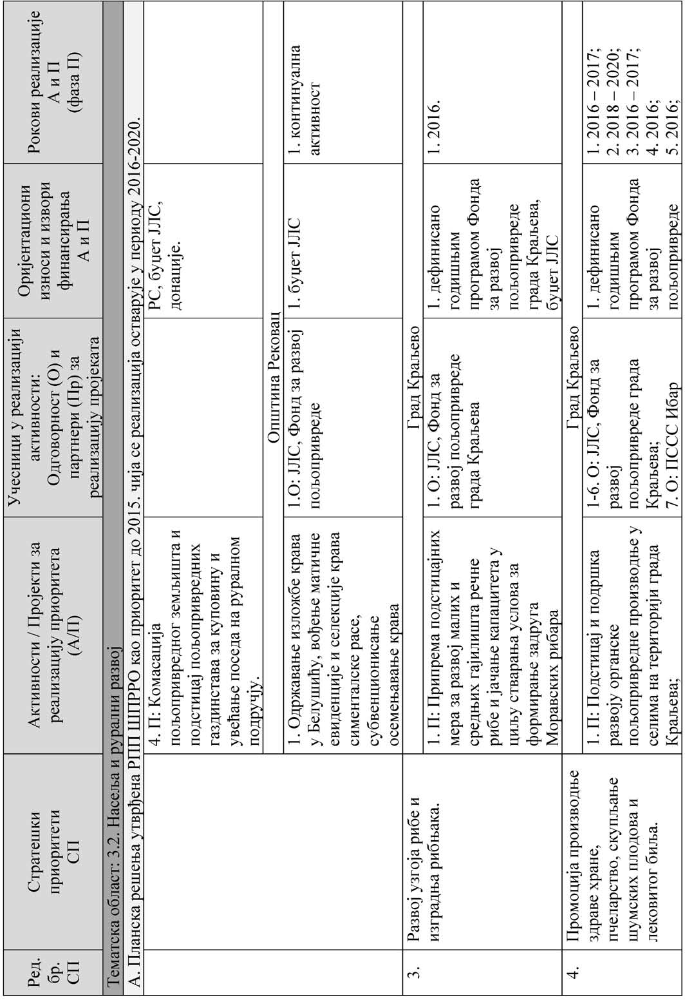 Ред.
бр.
СП
Стратешки
приоритети
СП
Активности / Пројекти за
реализацију приоритета
(А/П)
Учесници у реализацији
активности:
Одговорност (О) и
партнери (Пр) за
реализацију пројеката
Оријентациони
износи и извори
финансирања
А и П
Рокови реализације
А и П
(фаза П)
Тематска област: 3.2. Насеља и рурални развој
А. Планска решења утврђена РПП ШПРРО као приоритет до 2015. чија се реализација остварује у периоду 2016-2020.
4. П: Комасација
пољопривредног земљишта и
подстицај пољопривредних
газдинстава за куповину и
увећање поседа на руралном
подручју.
РС, буџет ЈЛС,
донације.
Општина Рековац
1. Одржавање изложбе крава
у Белушићу, вођење матичне
евиденције и селекције крава
сименталске расе,
субвенционисање
осемењавање крава
1.О: ЈЛС, Фонд за развој
пољопривреде
1. буџет ЈЛС
1. континуална
активност
3.
Развој узгоја рибе и
изградња рибњака.
Град Краљево
1. П: Припрема подстицајних
мера за развој малих и
средњих гајилишта речне
рибе и јачање капацитета у
циљу стварања услова за
формирање задруга
Моравских рибара
1. О: ЈЛС, Фонд за
развој пољопривреде
града Краљева
1. дефинисано
годишњим
програмом Фонда
за развој
пољопривреде
града Краљева,
буџет ЈЛС
1. 2016.
4.
Промоција производње
здраве хране,
пчеларство, скупљање
шумских плодова и
лековитог биља.
Град Краљево
1. П: Подстицај и подршка
развоју органске
пољопривредне производње у
селима на територији града
Краљева;
1-6. О: ЈЛС, Фонд за
развој
пољопривреде града
Краљева;
7. О: ПССС Ибар
1. дефинисано
годишњим
програмом Фонда
за развој
пољопривреде
1. 2016 – 2017;
2. 2018 – 2020;
3. 2016 – 2017;
4. 2016;
5. 2016;